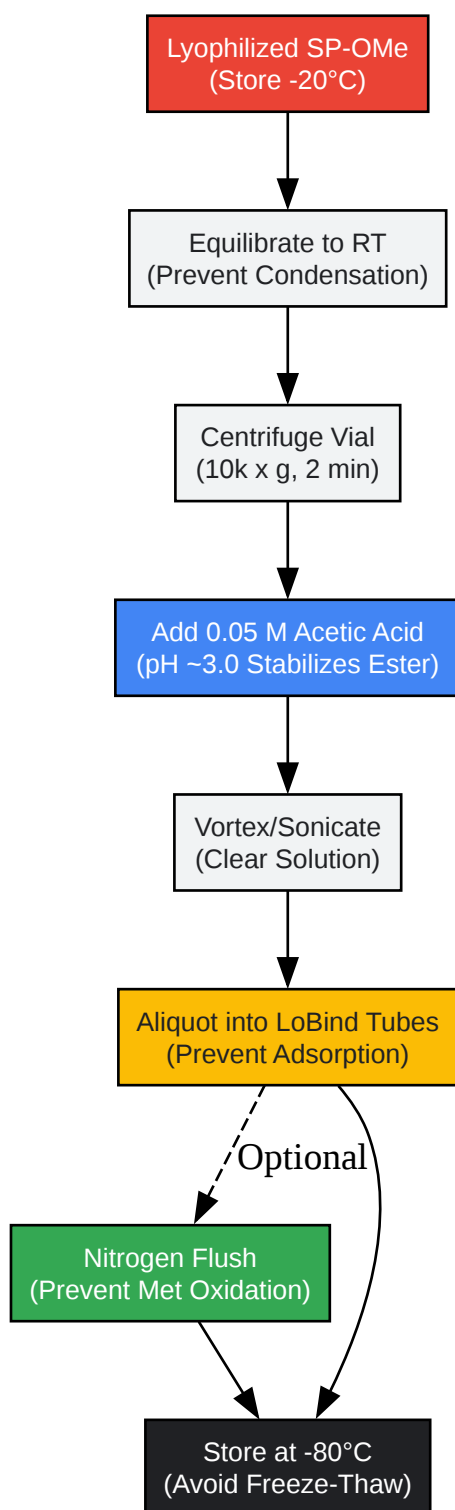 Lyophilized SP-OMe
(Store -20°C)
Equilibrate to RT
(Prevent Condensation)
Centrifuge Vial
(10k x g, 2 min)
Add 0.05 M Acetic Acid
(pH ~3.0 Stabilizes Ester)
Vortex/Sonicate
(Clear Solution)
Aliquot into LoBind Tubes
(Prevent Adsorption)
Optional
Nitrogen Flush
(Prevent Met Oxidation)
Store at -80°C
(Avoid Freeze-Thaw)